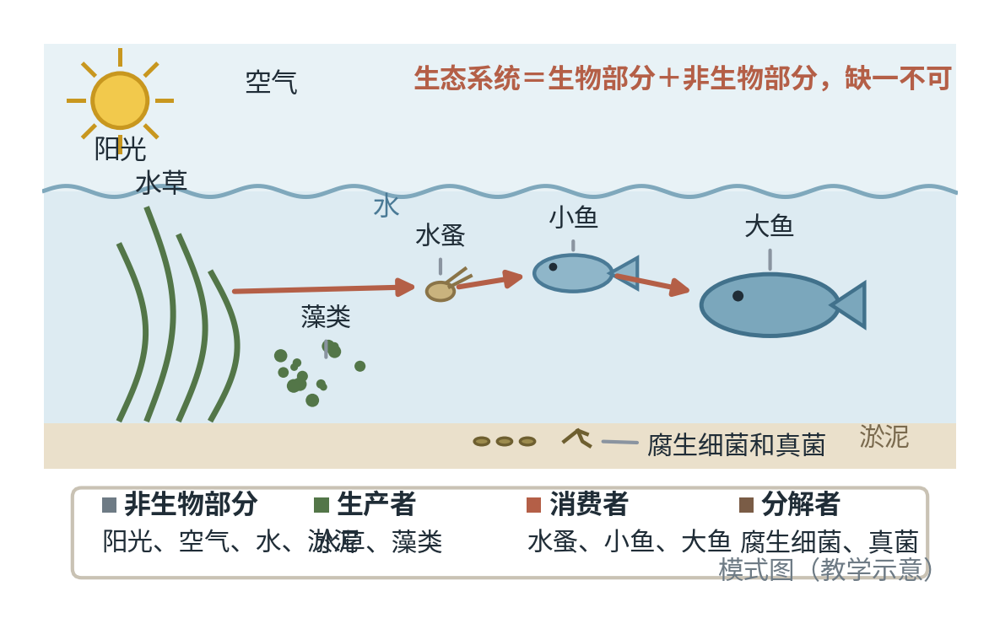 空气
生态系统＝生物部分＋非生物部分，缺一不可
阳光
水草
水
水蚤
小鱼
大鱼
藻类
腐生细菌和真菌
淤泥
非生物部分
生产者
消费者
分解者
阳光、空气、水、淤泥
水草、藻类
水蚤、小鱼、大鱼
腐生细菌、真菌
模式图（教学示意）